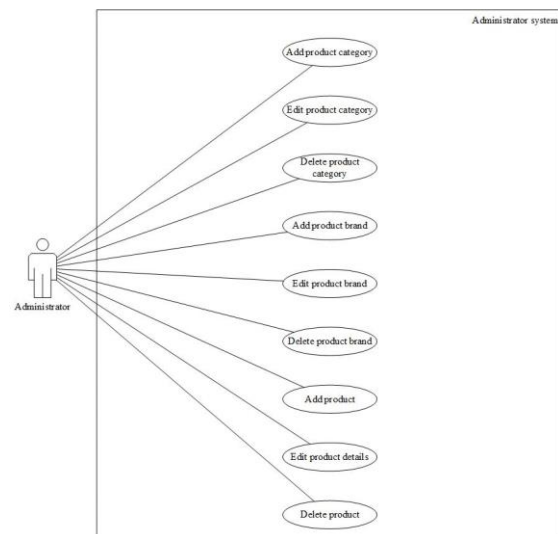 Administrator system
Add product category
Edit product category
Delete product
category
Add product brand
Edit product brand
Administrator
Delete product brand
Add product
Edit product details
Delete product